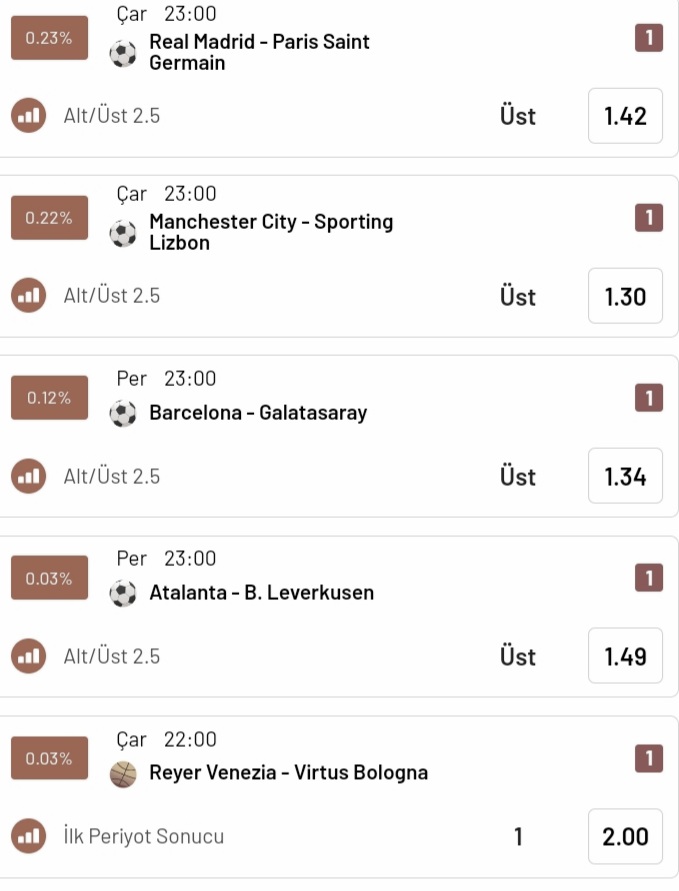 Çar 23:00
0.23%
Real Madrid - Paris Saint
Germain
1
Alt/Üst 2.5
Üst
1.42
Çar 23:00
0.22%
Manchester City - Sporting
Lizbon
1
Alt/Üst 2.5
Üst
1.30
Per 23:00
0.12%
Barcelona - Galatasaray
1
Alt/Üst 2.5
Üst
1.34
Per 23:00
0.03%
Atalanta - B. Leverkusen
1
Alt/Üst 2.5
Üst
1.49
Çar 22:00
0.03%
Reyer Venezia - Virtus Bologna
1
İlk Periyot Sonucu
1
2.00